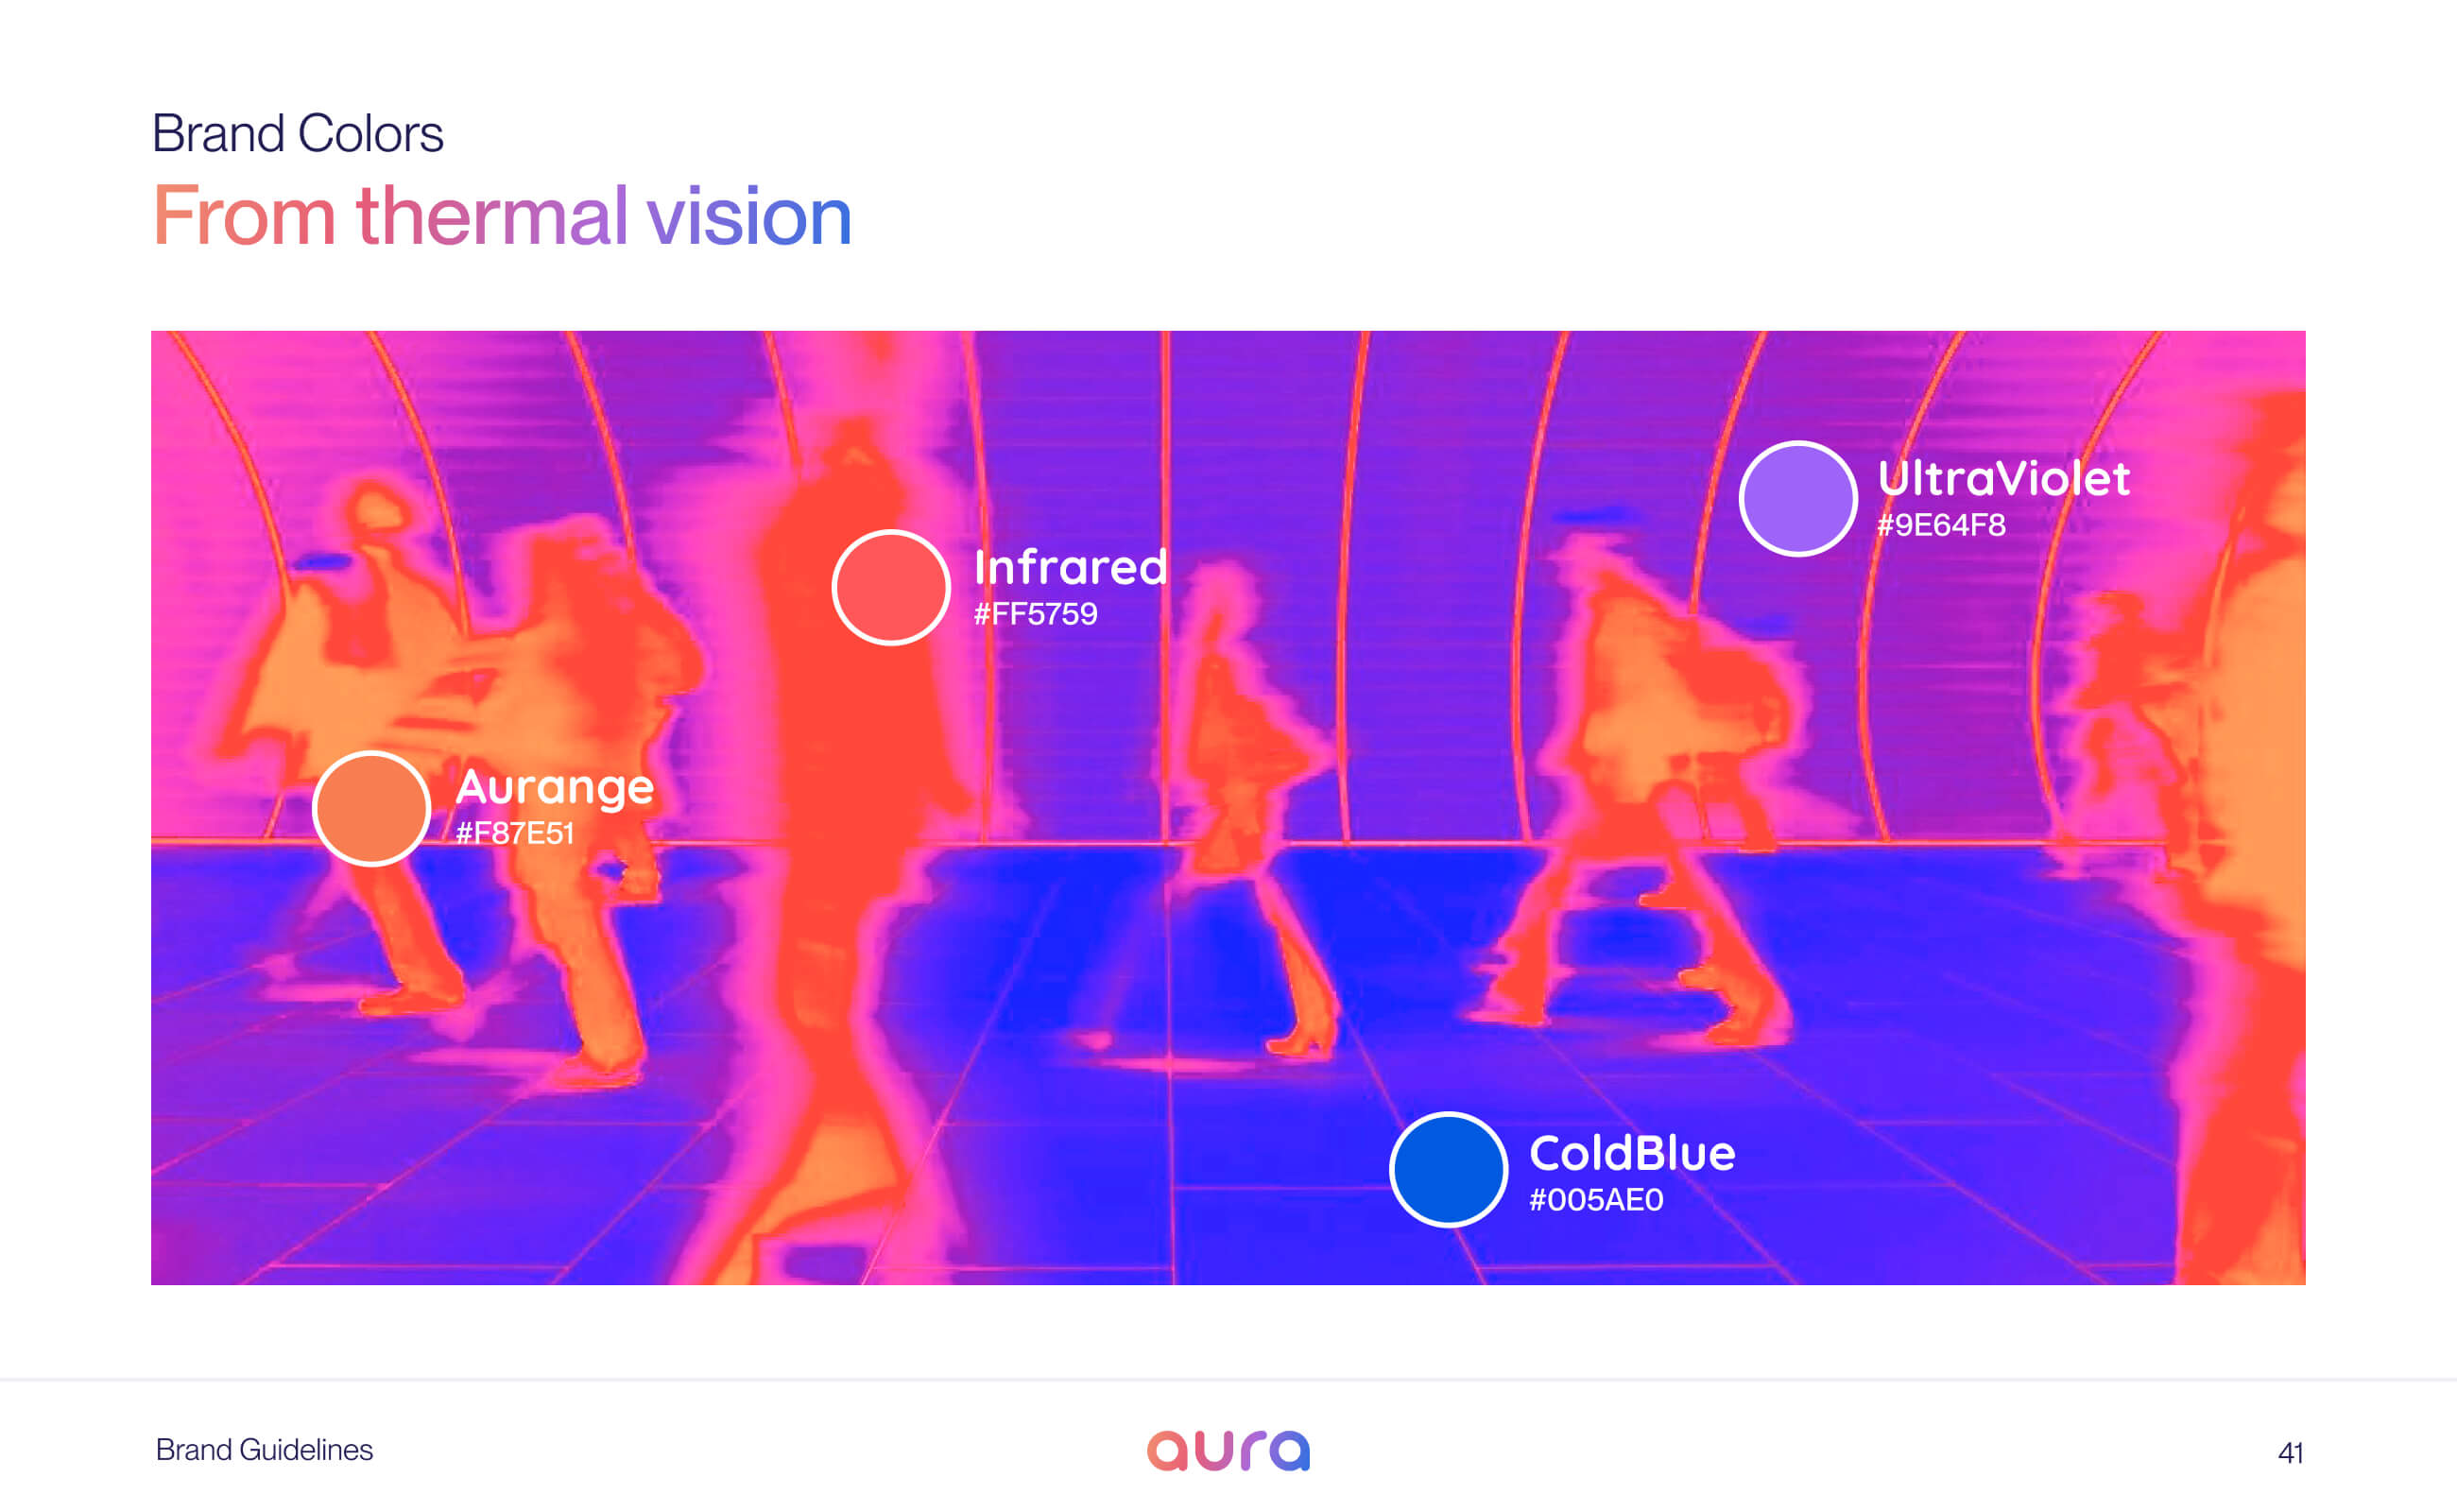 Brand Colors
From thermal vision
UltraViolet
#9E64F8
Infrared
#FF5759
Aurange
#F87E51
ColdBlue
#005AE0
Brand Guidelines
aura
41